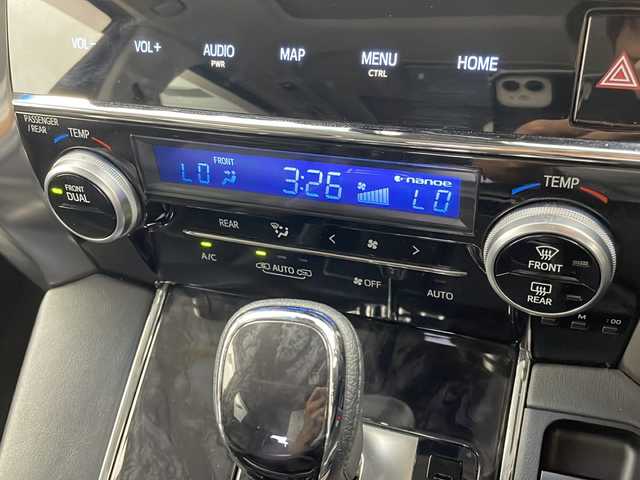 VOL- VOL+ AUDIO MAP MENU HOME
PWR CTRL
PASSENGER
/REAR
TEMP
FRONT
DUAL
FRONT
LO 3:26 nanoe LO
TEMP
FRONT
REAR
REAR
A/C
AUTO
OFF
AUTO
M :00